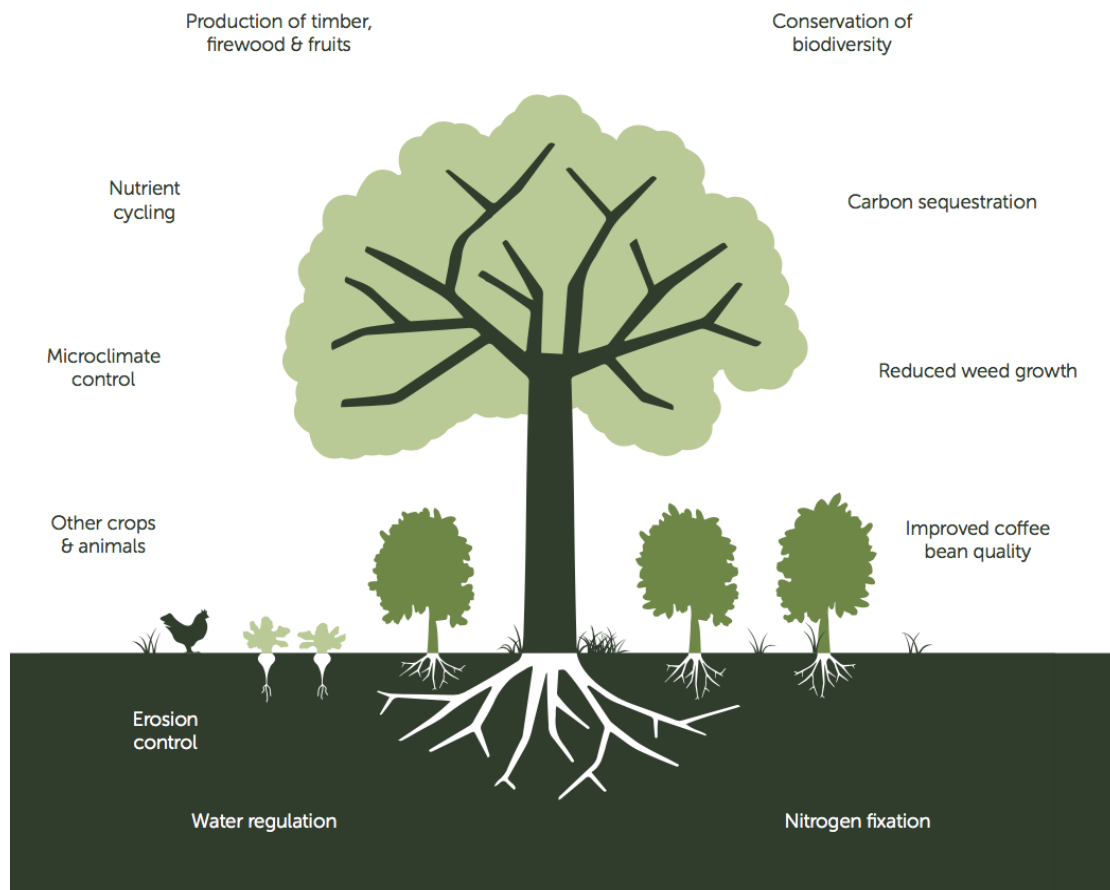 Production of timber,
firewood & fruits
Conservation of
biodiversity
Nutrient
cycling
Carbon sequestration
Microclimate
control
Reduced weed growth
Other crops
& animals
Improved coffee
bean quality
Erosion
control
Water regulation
Nitrogen fixation